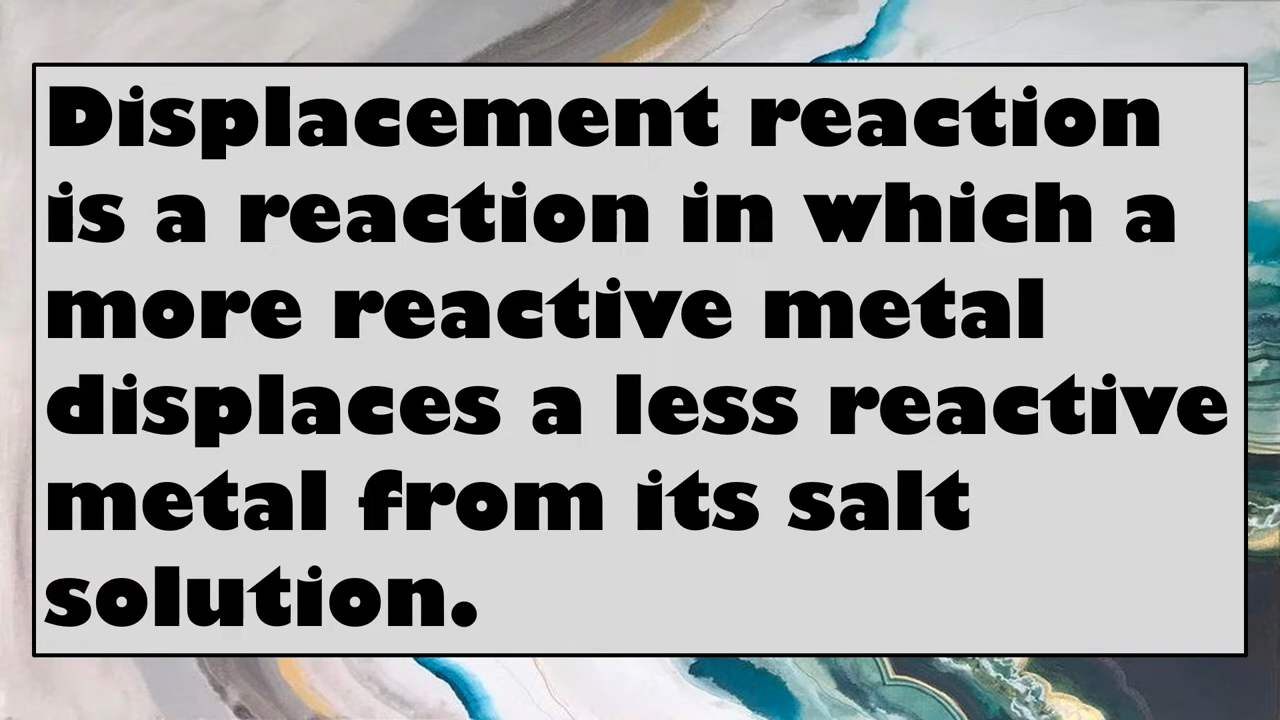 Displacement reaction
is a reaction in which a
more reactive metal
displaces a less reactive
metal from its salt
solution.